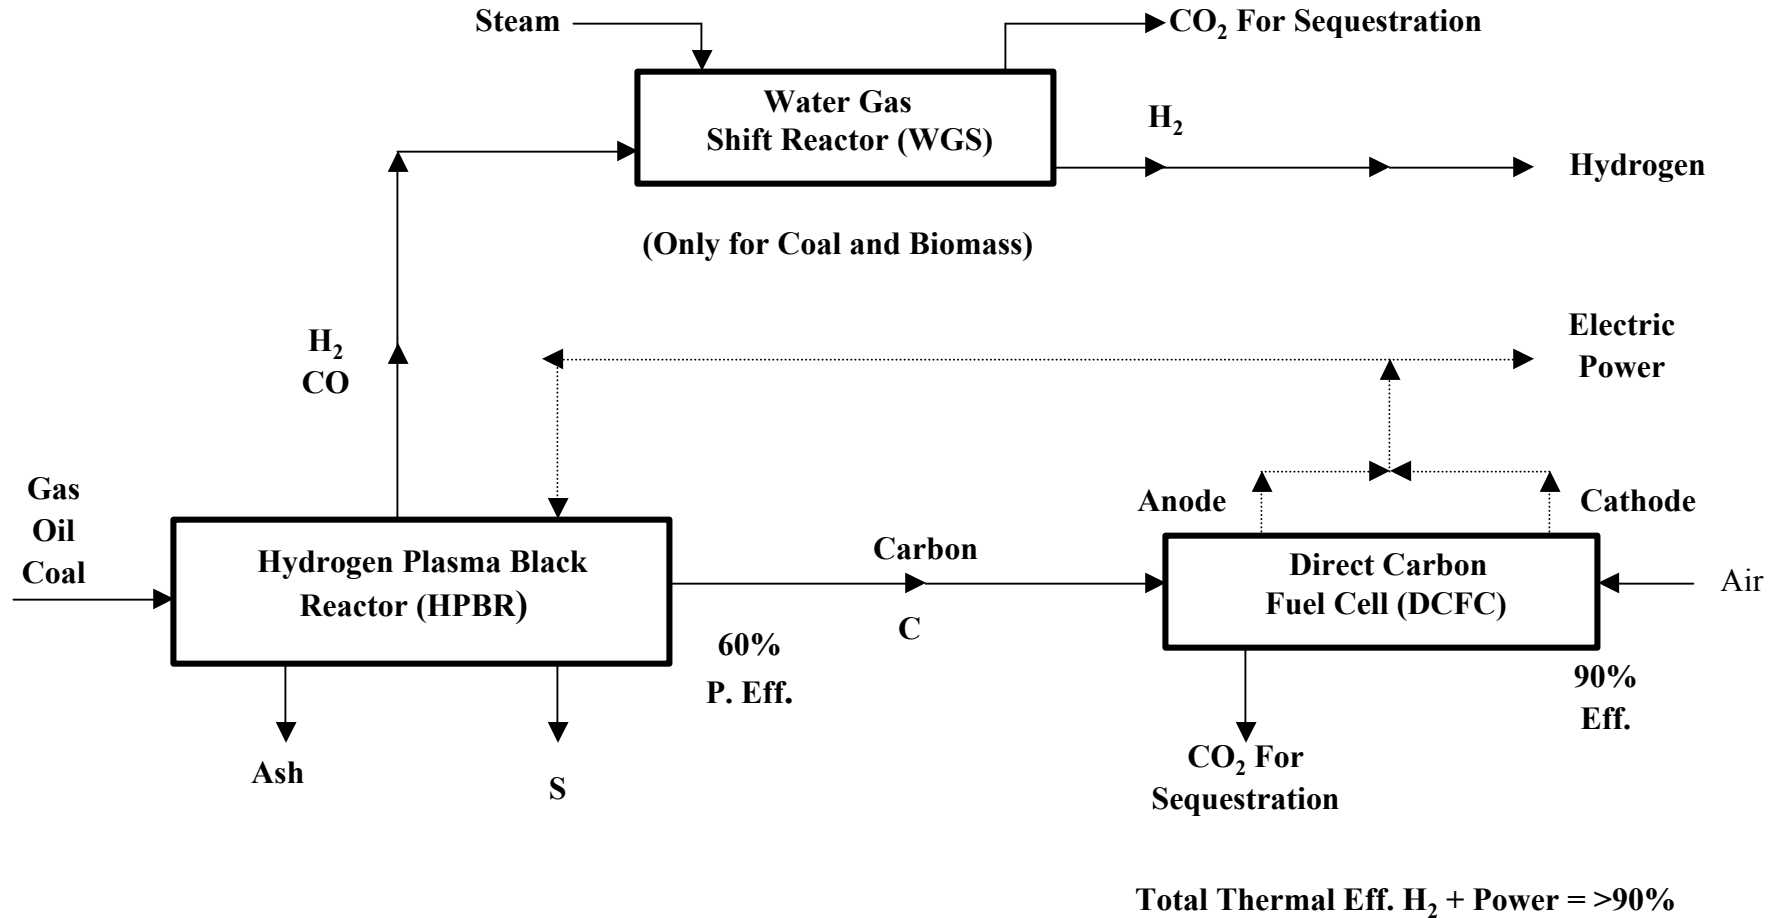 Steam
CO₂ For Sequestration
Water Gas
Shift Reactor (WGS)
H₂
Hydrogen
(Only for Coal and Biomass)
H₂
CO
Electric
Power
Gas
Oil
Coal
Anode
Cathode
Hydrogen Plasma Black
Reactor (HPBR)
Carbon
C
Direct Carbon
Fuel Cell (DCFC)
Air
60%
P. Eff.
90%
Eff.
Ash
S
CO₂ For
Sequestration
Total Thermal Eff. H₂ + Power = >90%